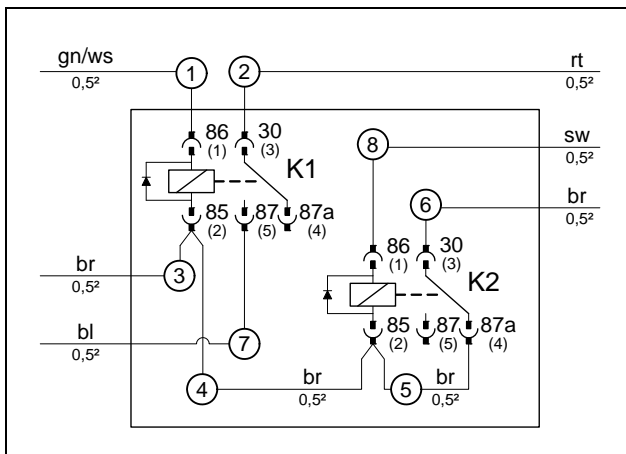 gn/ws
0,5²
1
2
rt
0,5²
86
(1)
30
(3)
K1
8
sw
0,5²
6
br
0,5²
85
(2)
87
(5)
87a
(4)
86
(1)
30
(3)
K2
br
0,5²
3
bl
0,5²
7
85
(2)
87
(5)
87a
(4)
4
br
0,5²
5
br
0,5²